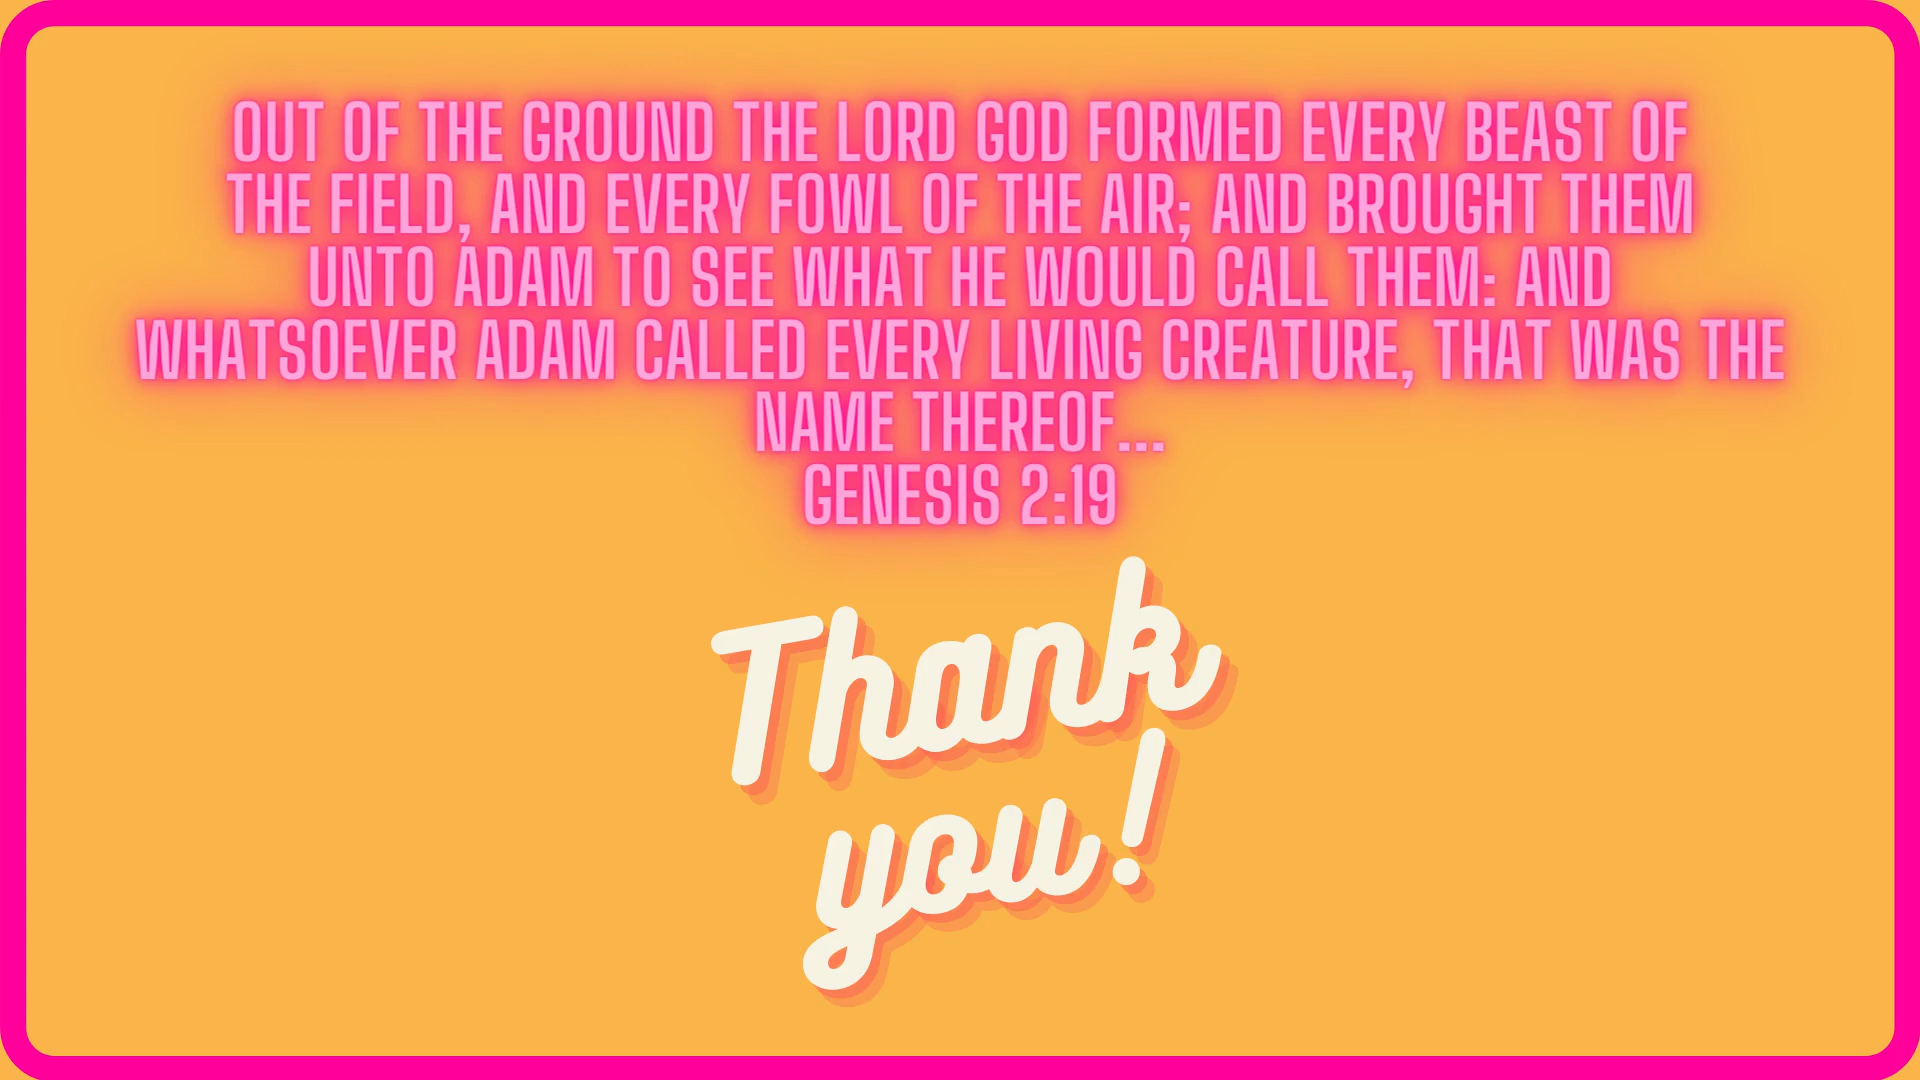 OUT OF THE GROUND THE LORD GOD FORMED EVERY BEAST OF
THE FIELD, AND EVERY FOWL OF THE AIR; AND BROUGHT THEM
UNTO ADAM TO SEE WHAT HE WOULD CALL THEM: AND
WHATSOEVER ADAM CALLED EVERY LIVING CREATURE, THAT WAS THE
NAME THEREOF...
GENESIS 2:19
Thank
you!